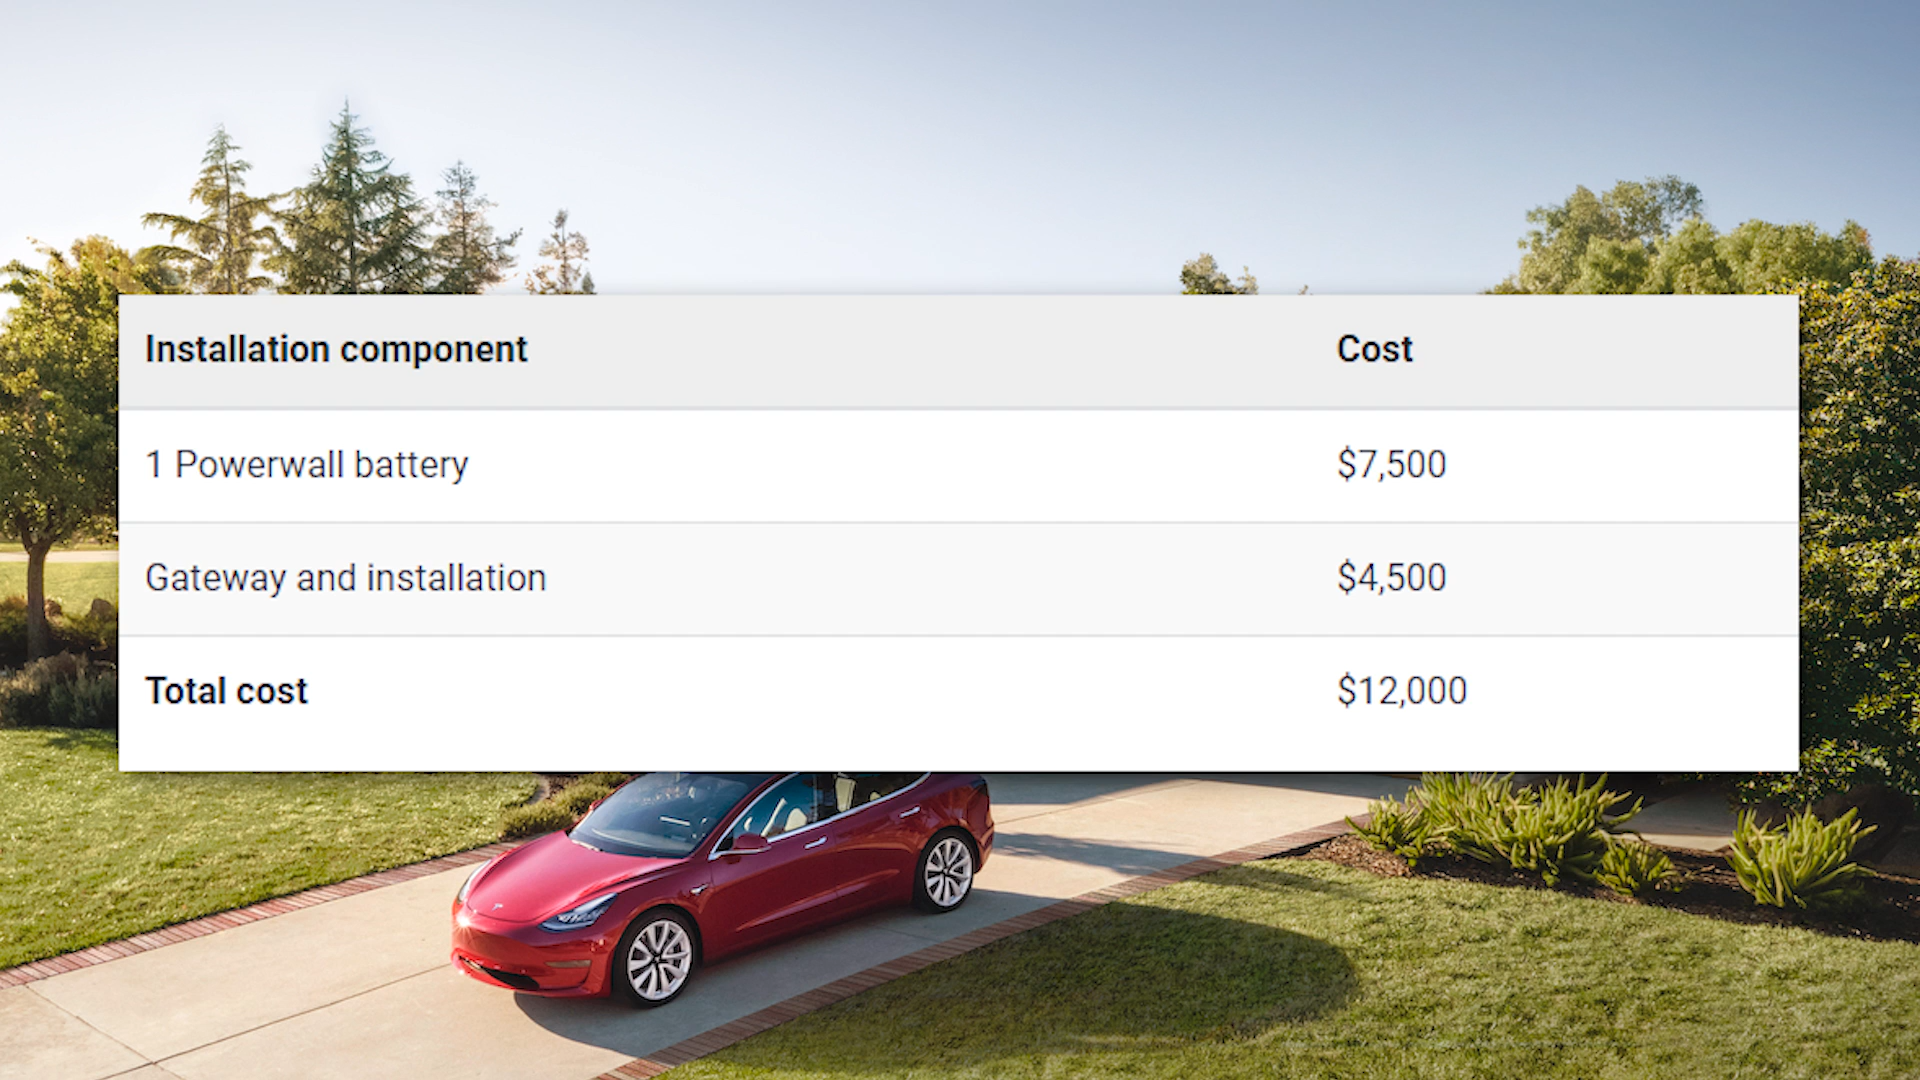 Installation component Cost
1 Powerwall battery $7,500
Gateway and installation $4,500
Total cost $12,000